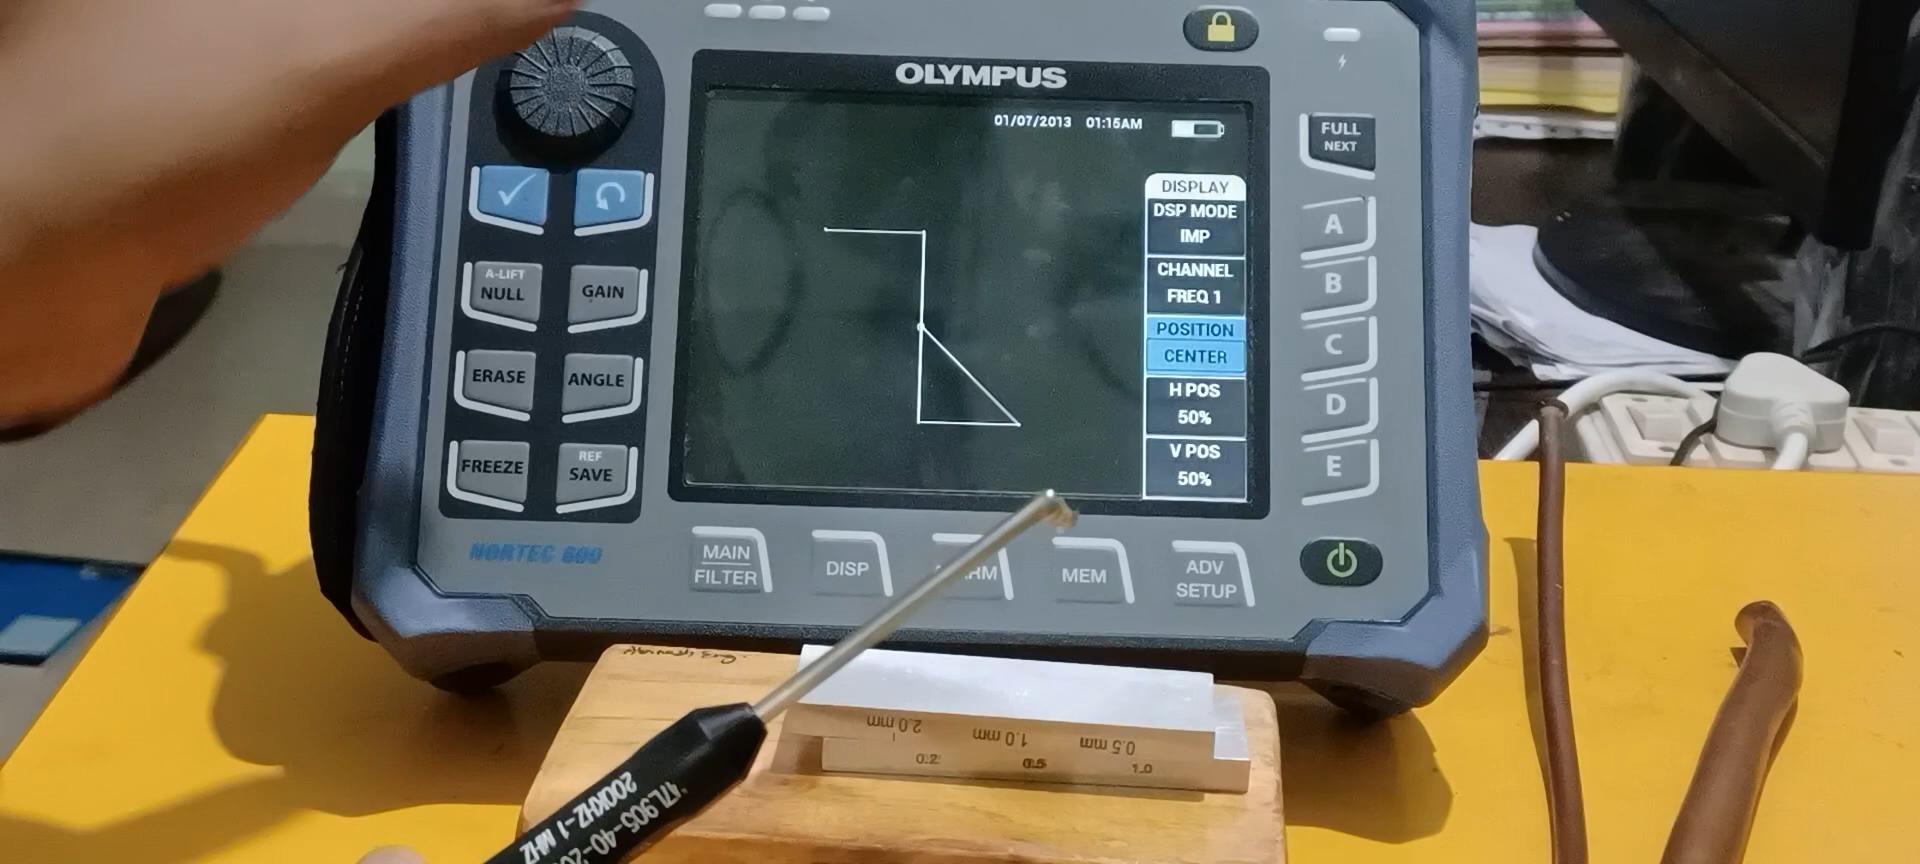 OLYMPUS
01/07/2013 01:15AM
DISPLAY
DSP MODE
IMP
CHANNEL
FREQ 1
POSITION
CENTER
H POS
50%
V POS
50%
FULL
NEXT
A
B
C
D
E
A-LIFT
NULL
GAIN
ERASE
ANGLE
FREEZE
REF
SAVE
NORTEC 600
MAIN
FILTER
DISP
MEM
ADV
SETUP
2.0 mm
1.0 mm
0.5 mm
0.2
0.5
1.0
200KHZ-1 MHZ